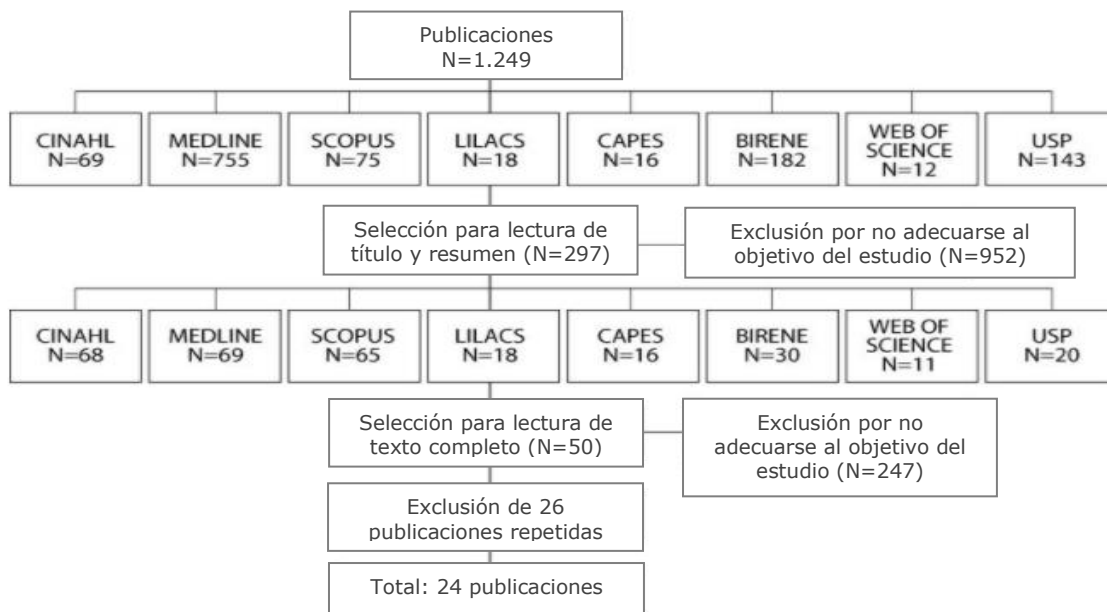 Publicaciones
N=1.249
CINAHL
N=69
MEDLINE
N=755
SCOPUS
N=75
LILACS
N=18
CAPES
N=16
BIRENE
N=182
WEB OF
SCIENCE
N=12
USP
N=143
Selección para lectura de
título y resumen (N=297)
Exclusión por no adecuarse al
objetivo del estudio (N=952)
CINAHL
N=68
MEDLINE
N=69
SCOPUS
N=65
LILACS
N=18
CAPES
N=16
BIRENE
N=30
WEB OF
SCIENCE
N=11
USP
N=20
Selección para lectura de
texto completo (N=50)
Exclusión por no
adecuarse al objetivo del
estudio (N=247)
Exclusión de 26
publicaciones repetidas
Total: 24 publicaciones